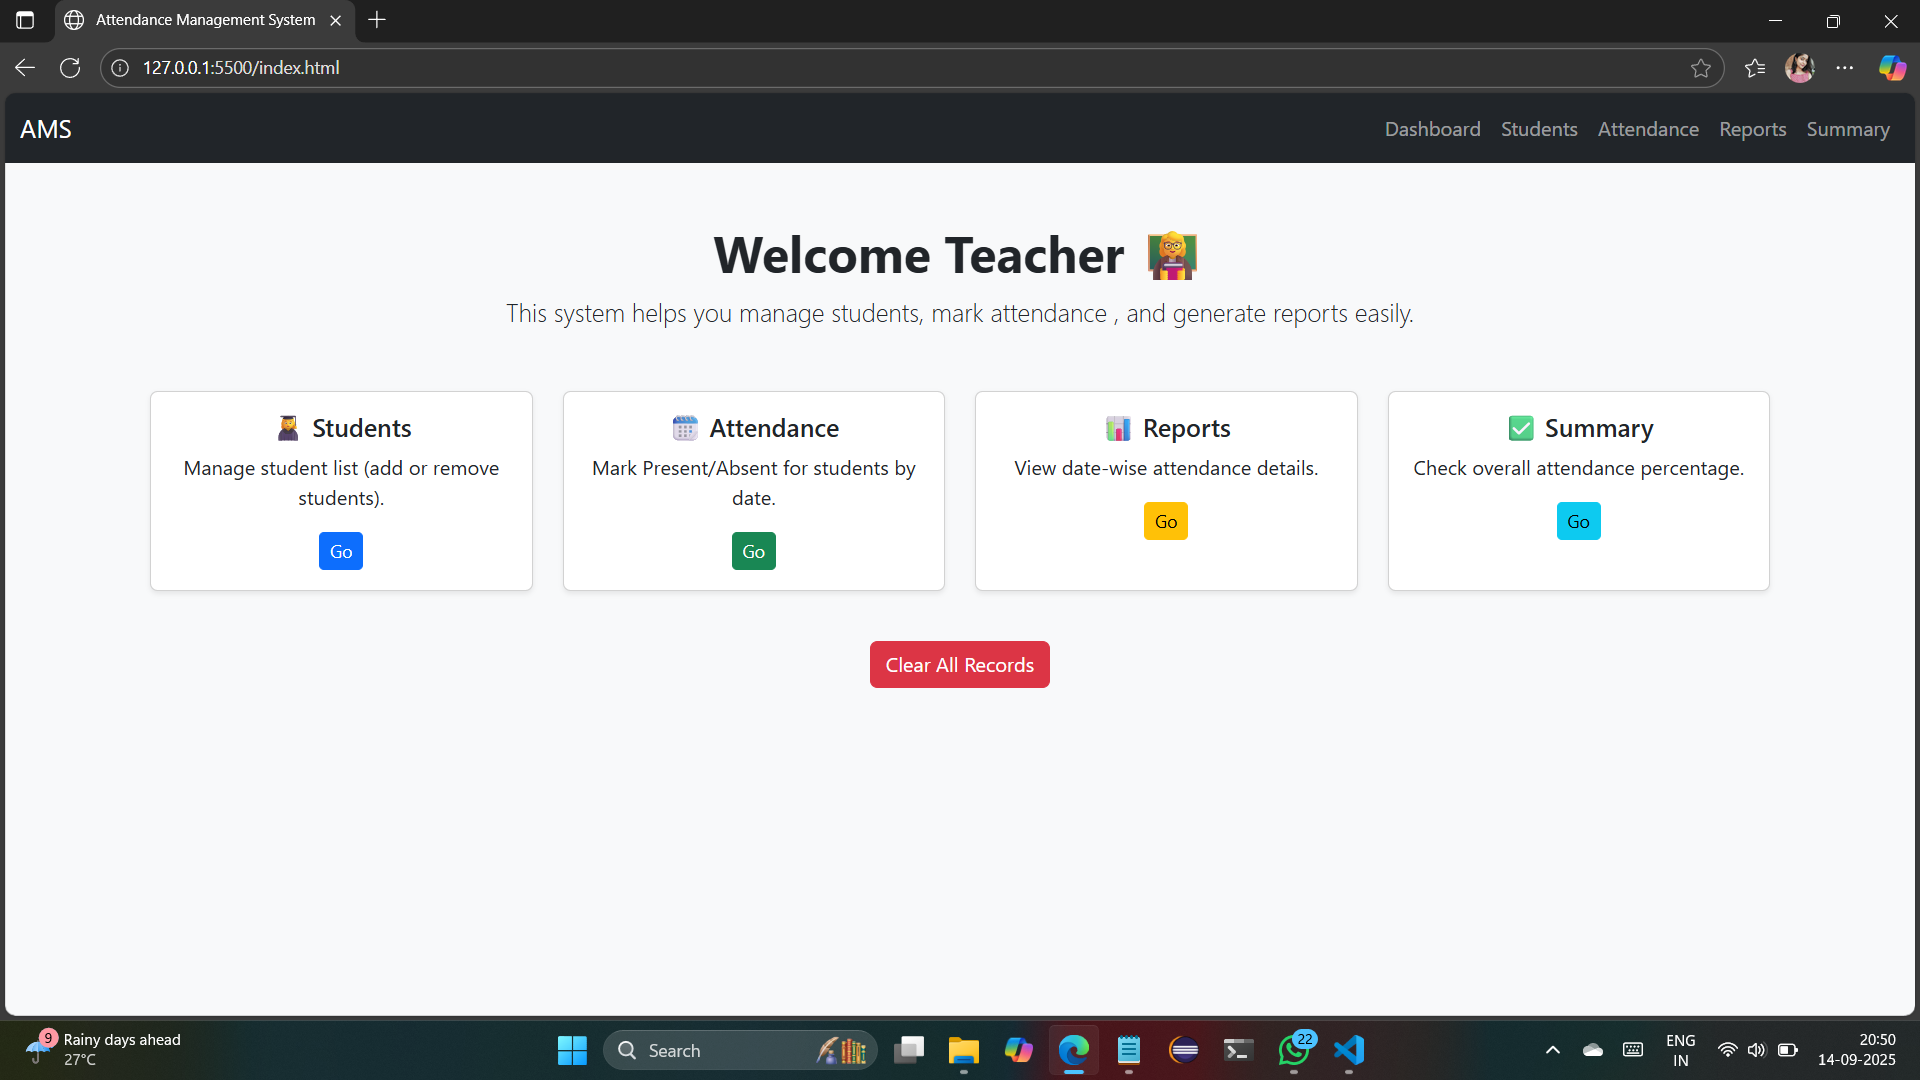 Attendance Management System
127.0.0.1:5500/index.html
AMS
Dashboard Students Attendance Reports Summary
Welcome Teacher
This system helps you manage students, mark attendance , and generate reports easily.
Students
Manage student list (add or remove
students).
Go
Attendance
Mark Present/Absent for students by
date.
Go
Reports
View date-wise attendance details.
Go
Summary
Check overall attendance percentage.
Go
Clear All Records
9
Rainy days ahead
27°C
Search
22
ENG
IN
20:50
14-09-2025